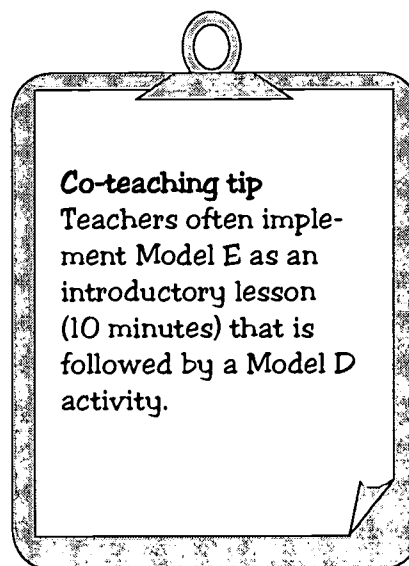 Co-teaching tip
Teachers often imple-
ment Model E as an
introductory lesson
(10 minutes) that is
followed by a Model D
activity.